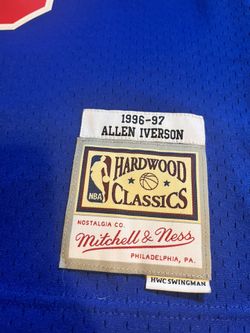 1996-97
ALLEN IVERSON
HARDWOOD
CLASSICS
NBA
NOSTALGIA CO.
Mitchell & Ness
PHILADELPHIA, PA.
HWC SWINGMAN